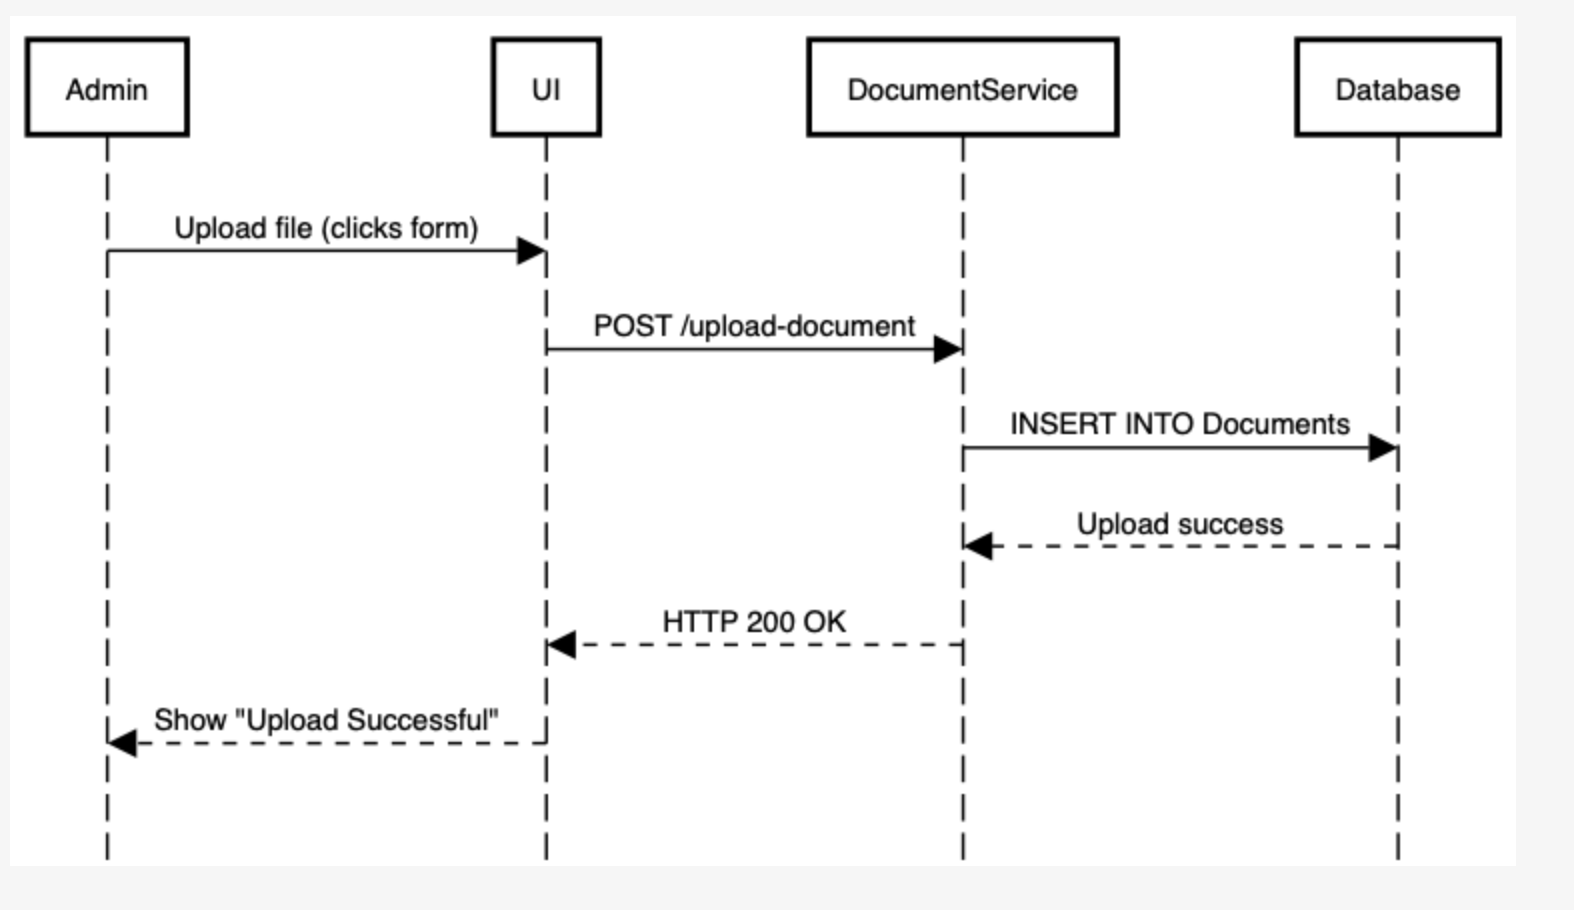 Admin
UI
DocumentService
Database
Upload file (clicks form)
POST /upload-document
INSERT INTO Documents
Upload success
HTTP 200 OK
Show "Upload Successful"